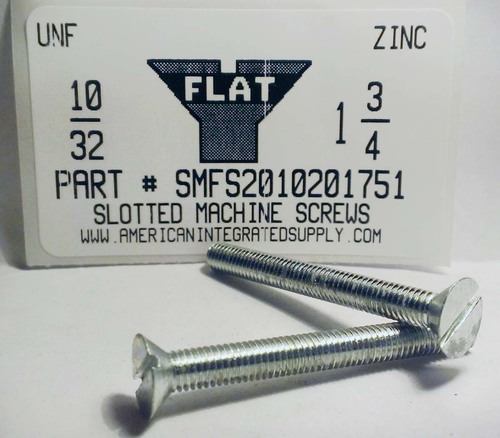 UNF ZINC
FLAT
10
32
1 3
4
PART # SMFS2010201751
SLOTTED MACHINE SCREWS
WWW.AMERICANINTEGRATEDSUPPLY.COM